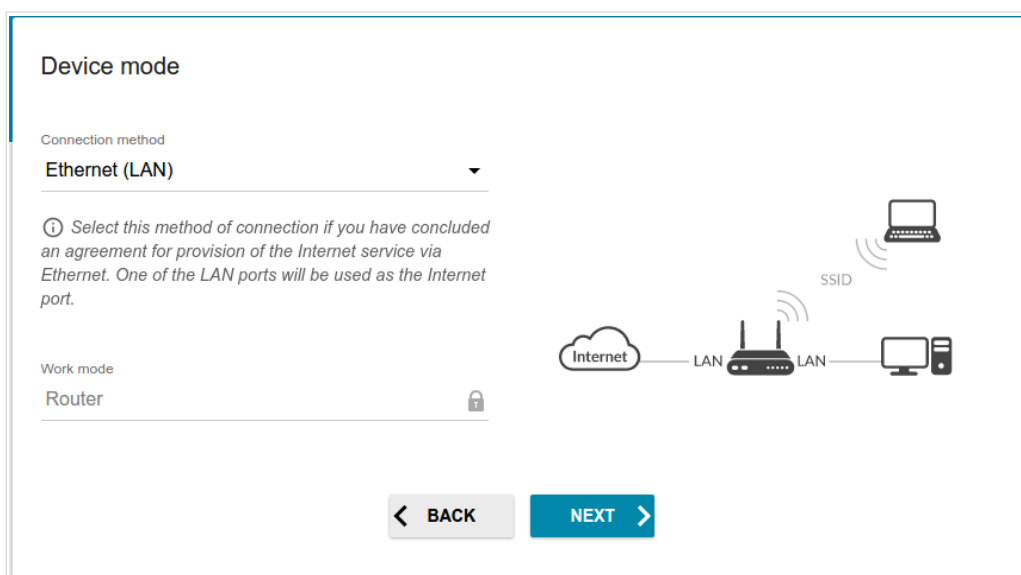 Device mode
Connection method
Ethernet (LAN)
Select this method of connection if you have concluded
an agreement for provision of the Internet service via
Ethernet. One of the LAN ports will be used as the Internet
port.
SSID
Internet
LAN
LAN
Work mode
Router
BACK
NEXT